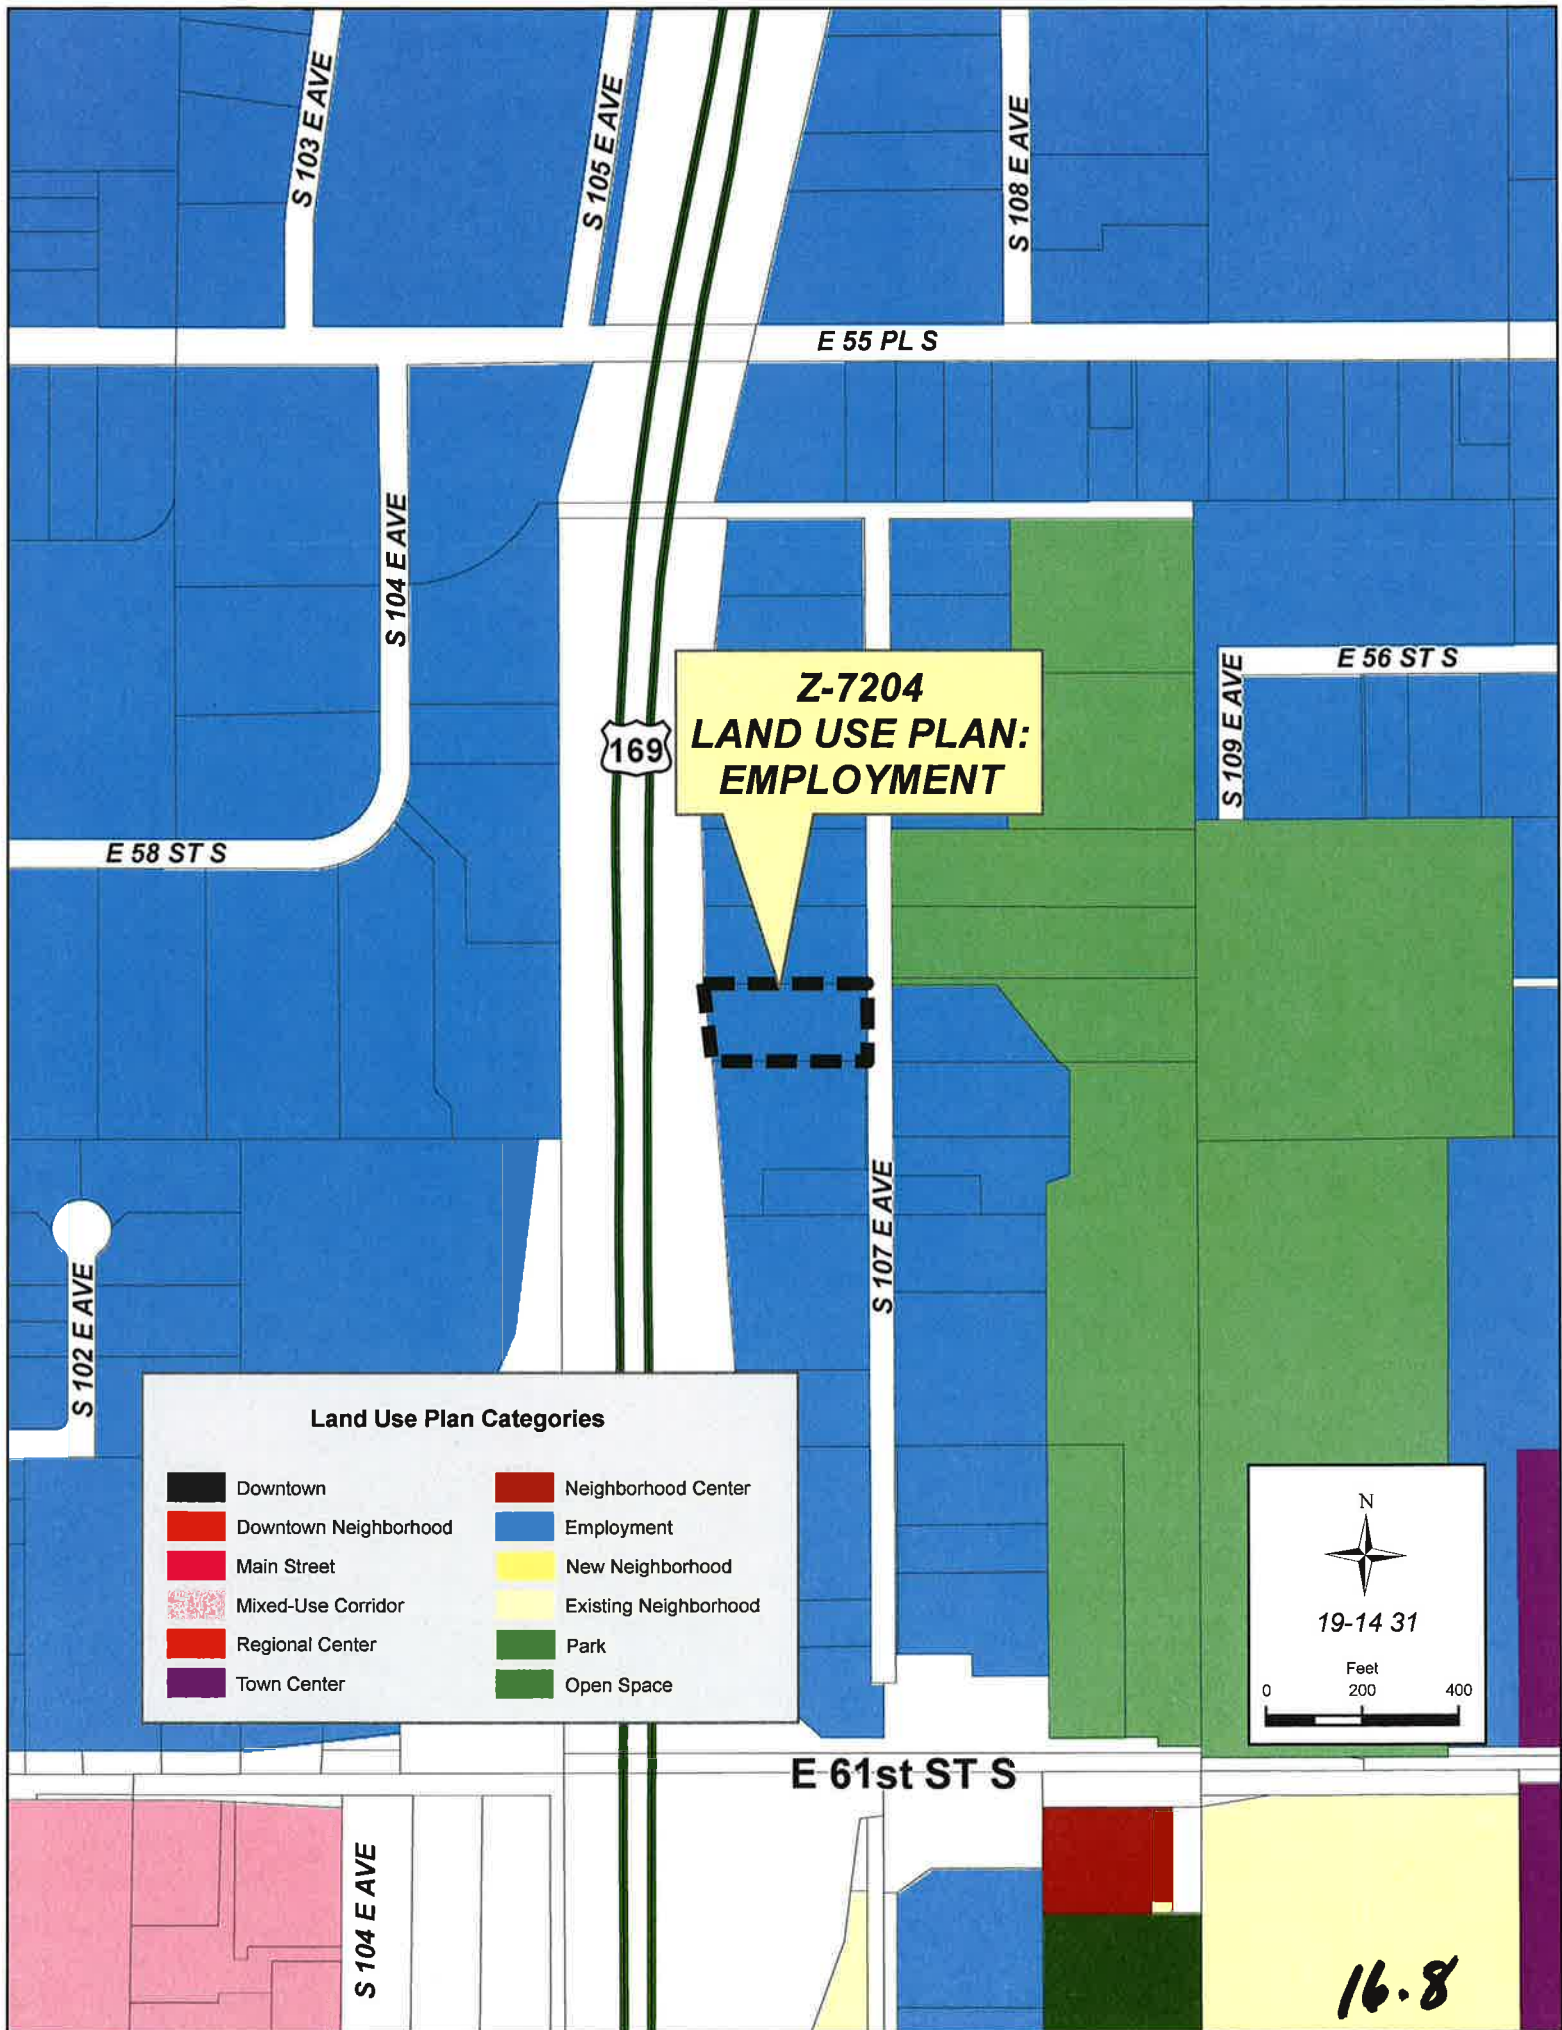 S 103 E AVE
S 105 E AVE
S 108 E AVE
E 55 PL S
S 104 E AVE
E 56 ST S
S 109 E AVE
Z-7204
LAND USE PLAN:
EMPLOYMENT
169
E 58 ST S
S 107 E AVE
S 102 E AVE
Land Use Plan Categories
Downtown
Downtown Neighborhood
Main Street
Mixed-Use Corridor
Regional Center
Town Center
Neighborhood Center
Employment
New Neighborhood
Existing Neighborhood
Park
Open Space
N
19-14 31
Feet
0 200 400
E 61st ST S
S 104 E AVE
16.8